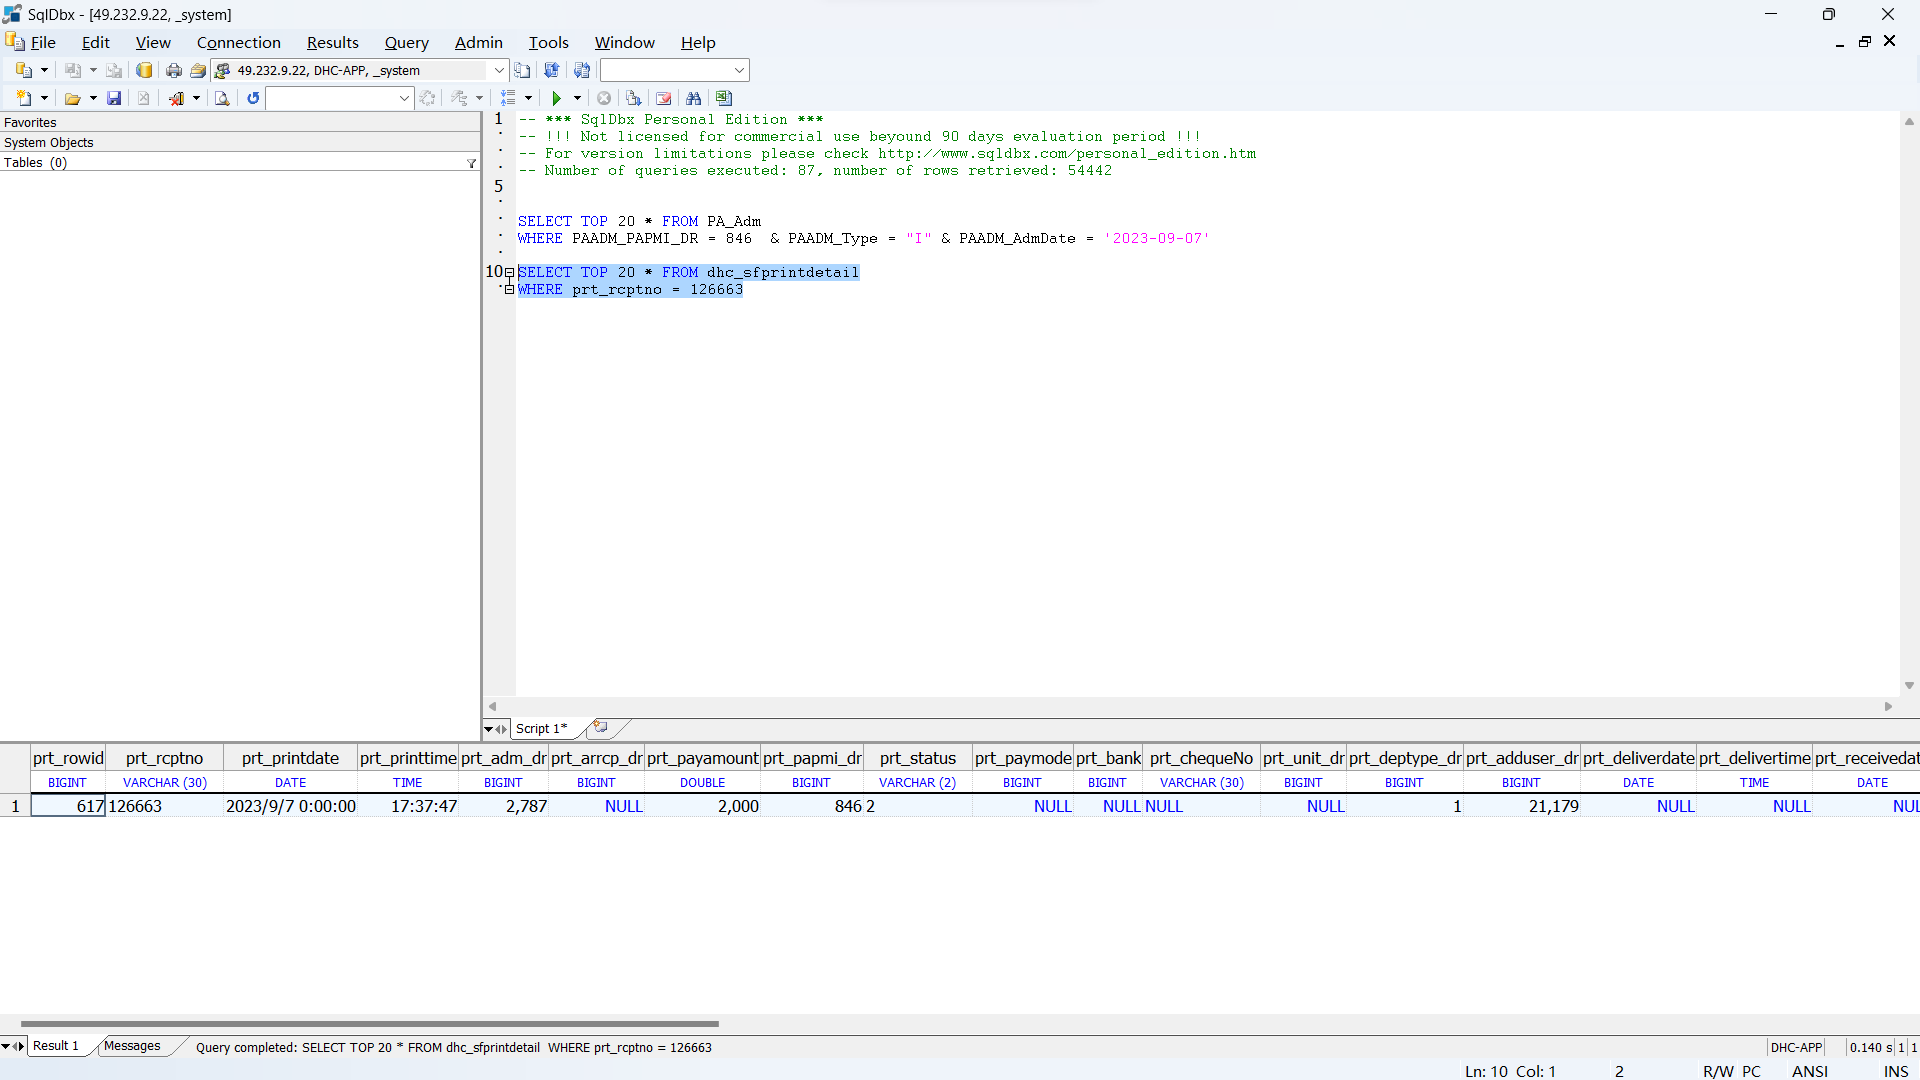 SqlDbx - [49.232.9.22, _system]
File Edit View Connection Results Query Admin Tools Window Help
49.232.9.22, DHC-APP, _system
Favorites
System Objects
Tables (0)
1 -- *** SqlDbx Personal Edition ***
-- !!! Not licensed for commercial use beyound 90 days evaluation period !!!
-- For version limitations please check http://www.sqldbx.com/personal_edition.htm
-- Number of queries executed: 87, number of rows retrieved: 54442
5
SELECT TOP 20 * FROM PA_Adm
WHERE PAADM_PAPMI_DR = 846 & PAADM_Type = "I" & PAADM_AdmDate = '2023-09-07'
10 SELECT TOP 20 * FROM dhc_sfprintdetail
WHERE prt_rcptno = 126663
Script 1*
prt_rowid prt_rcptno prt_printdate prt_printtime prt_adm_dr prt_arrcp_dr prt_payamount prt_papmi_dr prt_status prt_paymode prt_bank prt_chequeNo prt_unit_dr prt_deptype_dr prt_adduser_dr prt_deliverdate prt_delivertime prt_receivedat
BIGINT VARCHAR (30) DATE TIME BIGINT BIGINT DOUBLE BIGINT VARCHAR (2) BIGINT BIGINT VARCHAR (30) BIGINT BIGINT BIGINT DATE TIME DATE
1 617 126663 2023/9/7 0:00:00 17:37:47 2,787 NULL 2,000 846 2 NULL NULL NULL NULL 1 21,179 NULL NULL NUL
Result 1 Messages Query completed: SELECT TOP 20 * FROM dhc_sfprintdetail WHERE prt_rcptno = 126663 DHC-APP 0.140 s 1 1
Ln: 10 Col: 1 2 R/W PC ANSI INS